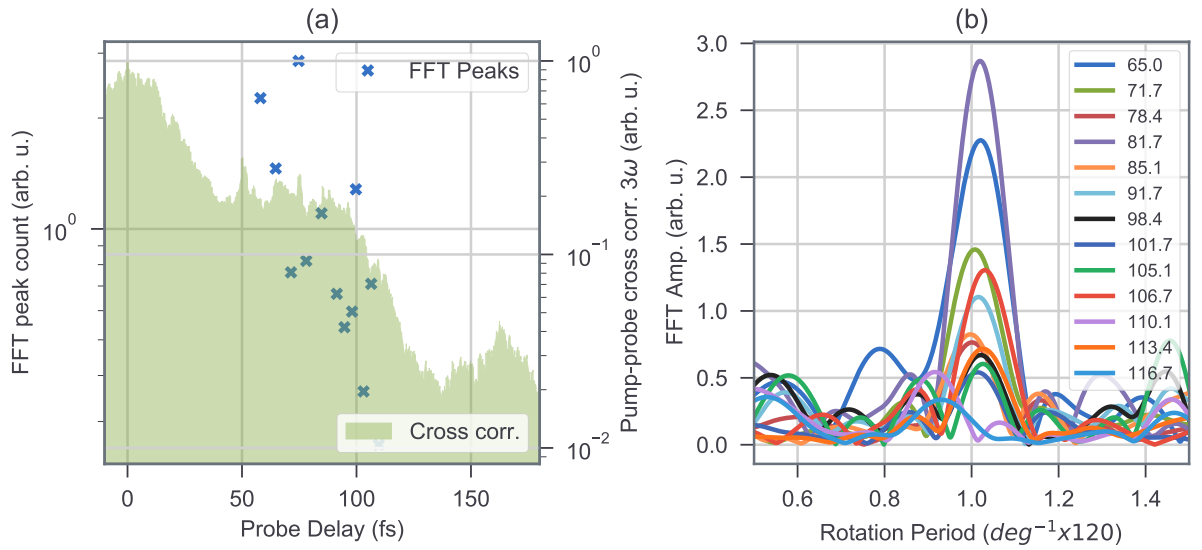 (a)
FFT peak count (arb. u.)
10⁰
FFT Peaks
Cross corr.
10⁰
10⁻¹
10⁻²
Pump-probe cross corr. 3ω (arb. u.)
0 50 100 150
Probe Delay (fs)
(b)
FFT Amp. (arb. u.)
3.0
2.5
2.0
1.5
1.0
0.5
0.0
65.0
71.7
78.4
81.7
85.1
91.7
98.4
101.7
105.1
106.7
110.1
113.4
116.7
0.6 0.8 1.0 1.2 1.4
Rotation Period (deg⁻¹x120)